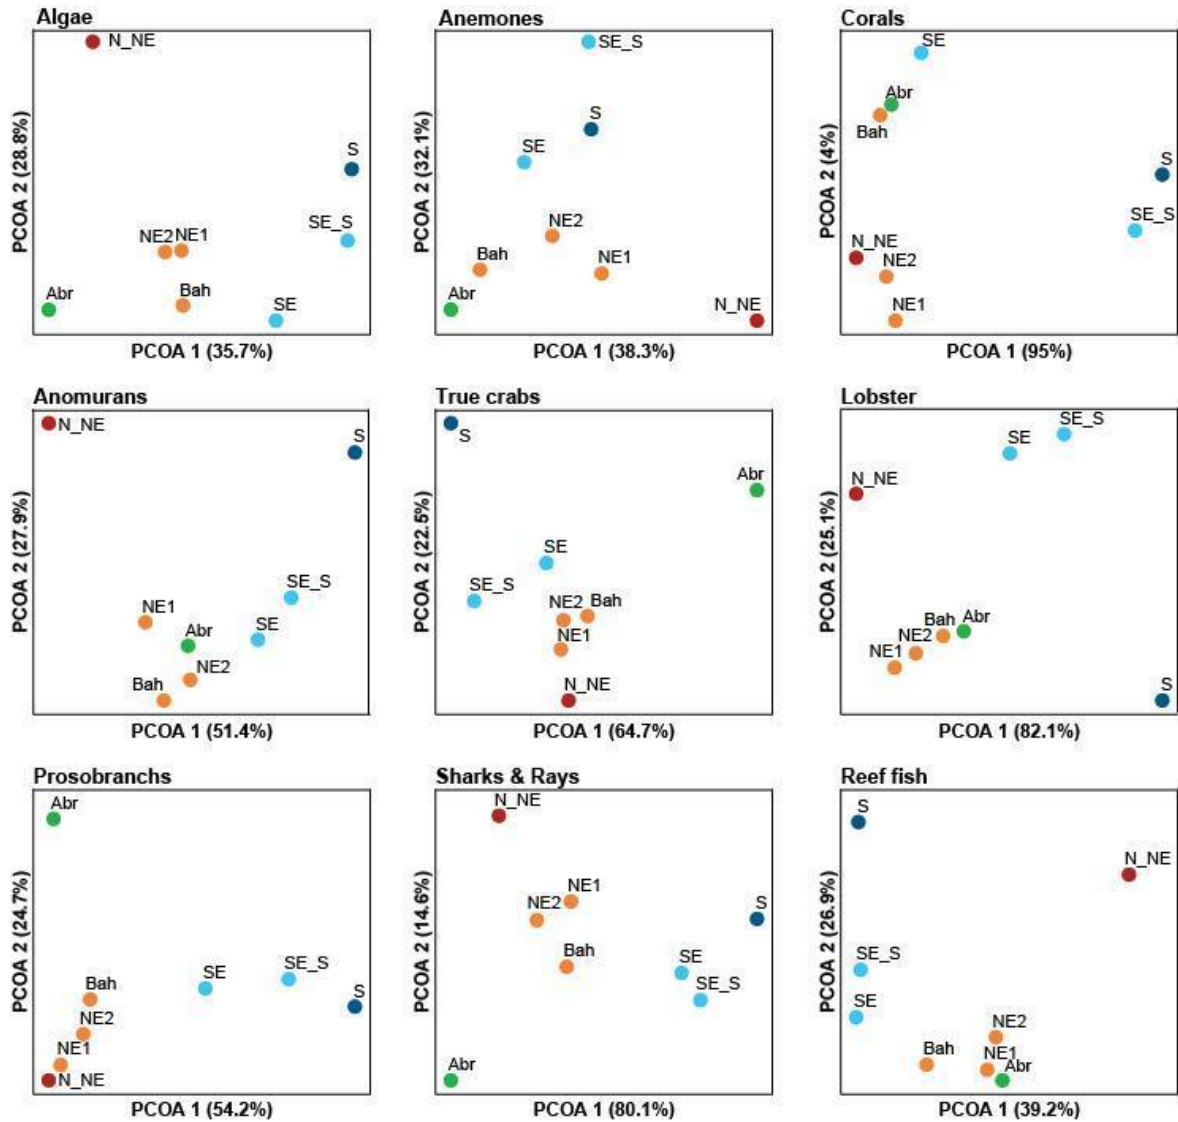 Algae
N_NE
S
SE_S
NE2 NE1
Bah
Abr
SE
PCOA 2 (28.8%)
PCOA 1 (35.7%)
Anemones
SE_S
S
SE
NE2
Bah
NE1
Abr
N_NE
PCOA 2 (32.1%)
PCOA 1 (38.3%)
Corals
SE
Abr
Bah
S
SE_S
N_NE
NE2
NE1
PCOA 2 (4%)
PCOA 1 (95%)
Anomurans
N_NE
S
SE_S
NE1
Abr
SE
NE2
Bah
PCOA 2 (27.9%)
PCOA 1 (51.4%)
True crabs
S
Abr
SE
SE_S
NE2
Bah
NE1
N_NE
PCOA 2 (22.5%)
PCOA 1 (64.7%)
Lobster
SE_S
SE
N_NE
Bah
Abr
NE2
NE1
S
PCOA 2 (25.1%)
PCOA 1 (82.1%)
Prosobranchs
Abr
SE_S
SE
S
Bah
NE2
NE1
N_NE
PCOA 2 (24.7%)
PCOA 1 (54.2%)
Sharks & Rays
N_NE
NE1
NE2
S
Bah
SE
SE_S
Abr
PCOA 2 (14.6%)
PCOA 1 (80.1%)
Reef fish
S
N_NE
SE_S
SE
NE2
Bah
NE1
Abr
PCOA 2 (26.9%)
PCOA 1 (39.2%)